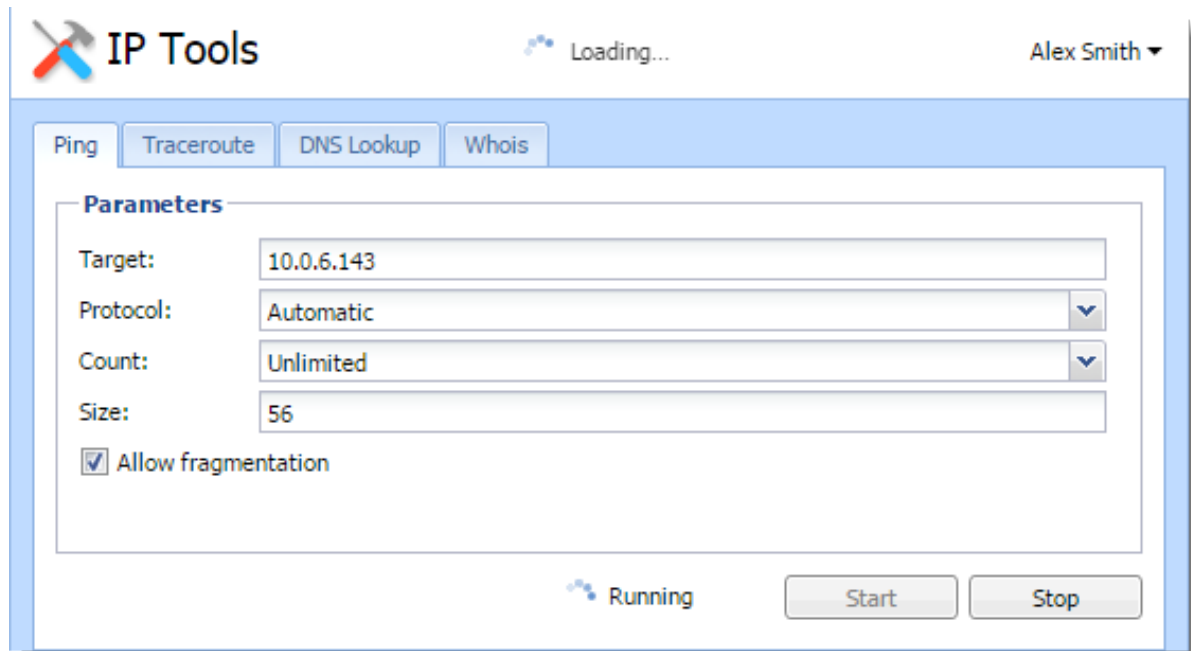 IP Tools Loading... Alex Smith
Ping Traceroute DNS Lookup Whois
Parameters
Target: 10.0.6.143
Protocol: Automatic
Count: Unlimited
Size: 56
Allow fragmentation
Running Start Stop